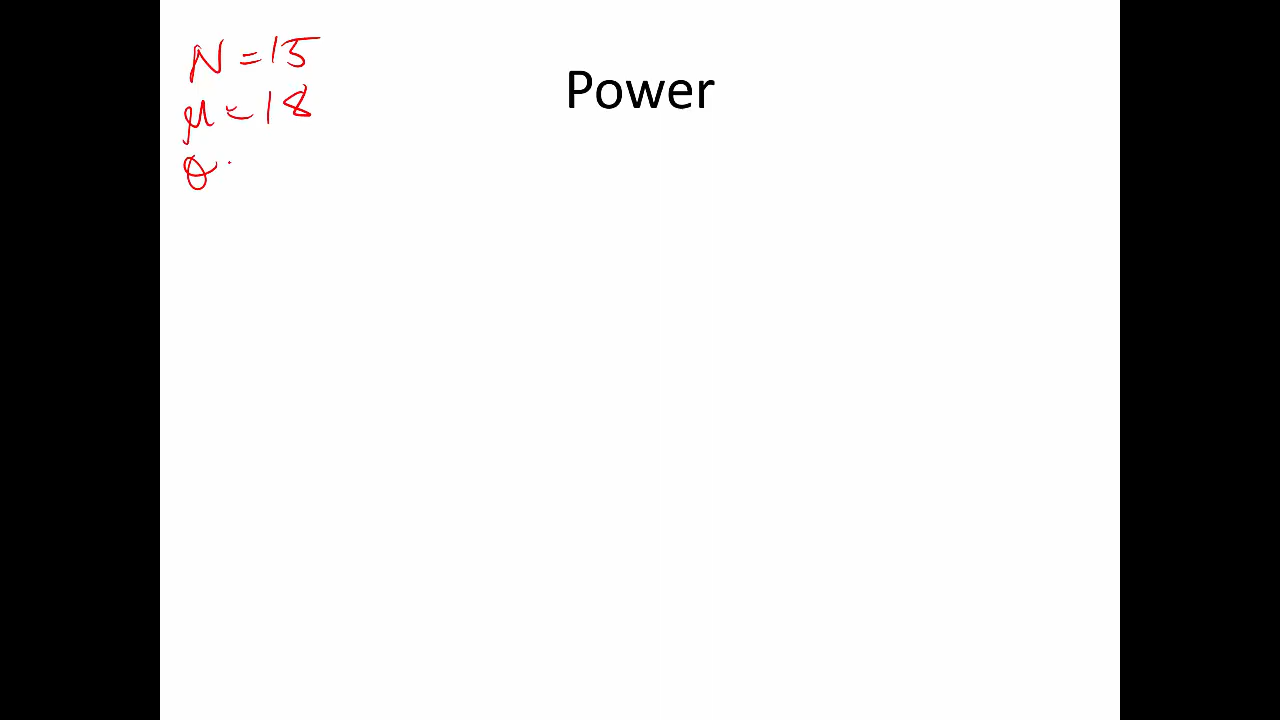 Power
N = 15
μ = 18